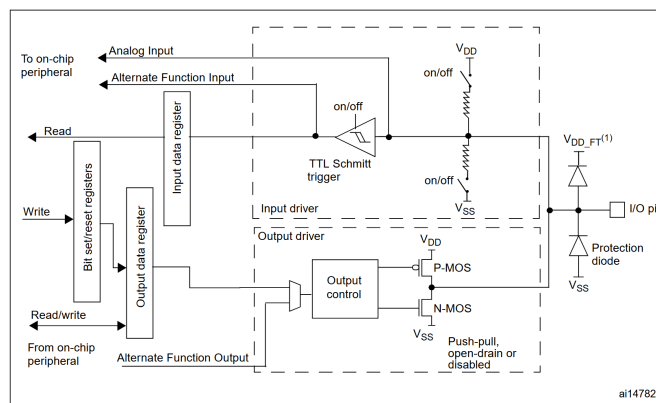 Analog Input
To on-chip
peripheral
Alternate Function Input
Read
Input data register
on/off
TTL Schmitt
trigger
VDD
on/off
on/off
VSS
Input driver
VDD_FT(1)
I/O pi
Protection
diode
VSS
Write
Bit set/reset registers
Output data register
Read/write
From on-chip
peripheral
Alternate Function Output
Output driver
Output
control
VDD
P-MOS
N-MOS
VSS
Push-pull,
open-drain or
disabled
ai14782